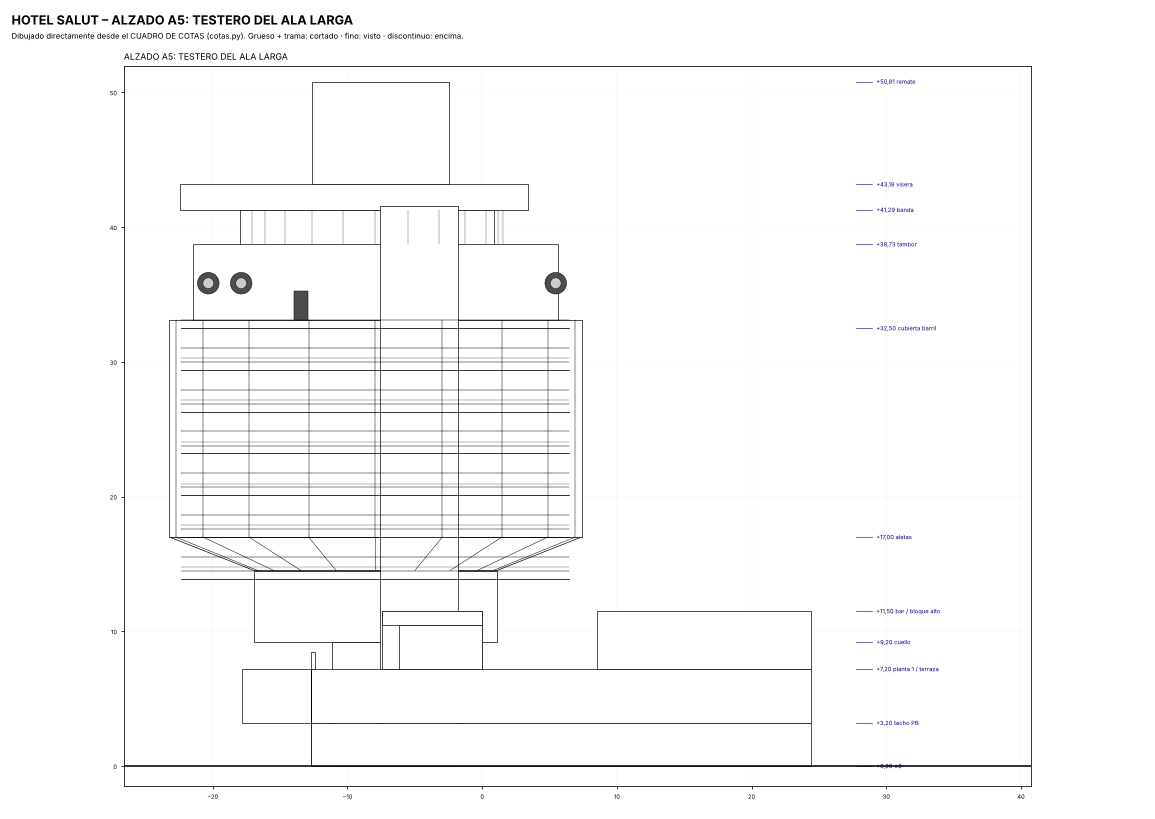 HOTEL SALUT – ALZADO A5: TESTERO DEL ALA LARGA
Dibujado directamente desde el CUADRO DE COTAS (cotas.py). Grueso + trama: cortado · fino: visto · discontinuo: encima.
ALZADO A5: TESTERO DEL ALA LARGA
50
+50,81 remate
+43,18 visera
+41,29 banda
40
+38,73 tambor
+32,50 cubierta barril
30
20
+17,00 aletas
+11,50 bar / bloque alto
10
+9,20 cuello
+7,20 planta 1 / terraza
+3,20 techo PB
0
−20
−10
0
10
20
30
40